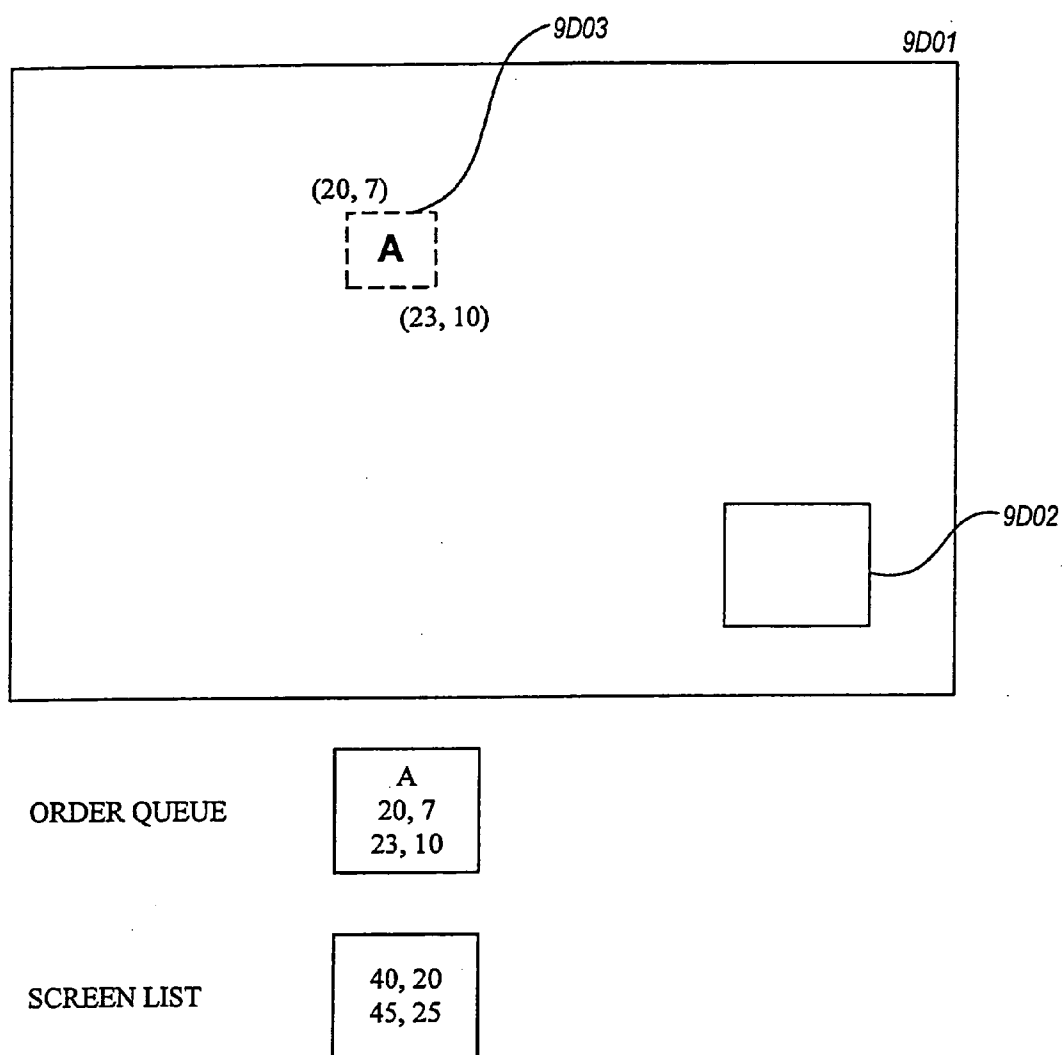 9D03
9D01
(20, 7)
A
(23, 10)
9D02
ORDER QUEUE
A
20, 7
23, 10
SCREEN LIST
40, 20
45, 25